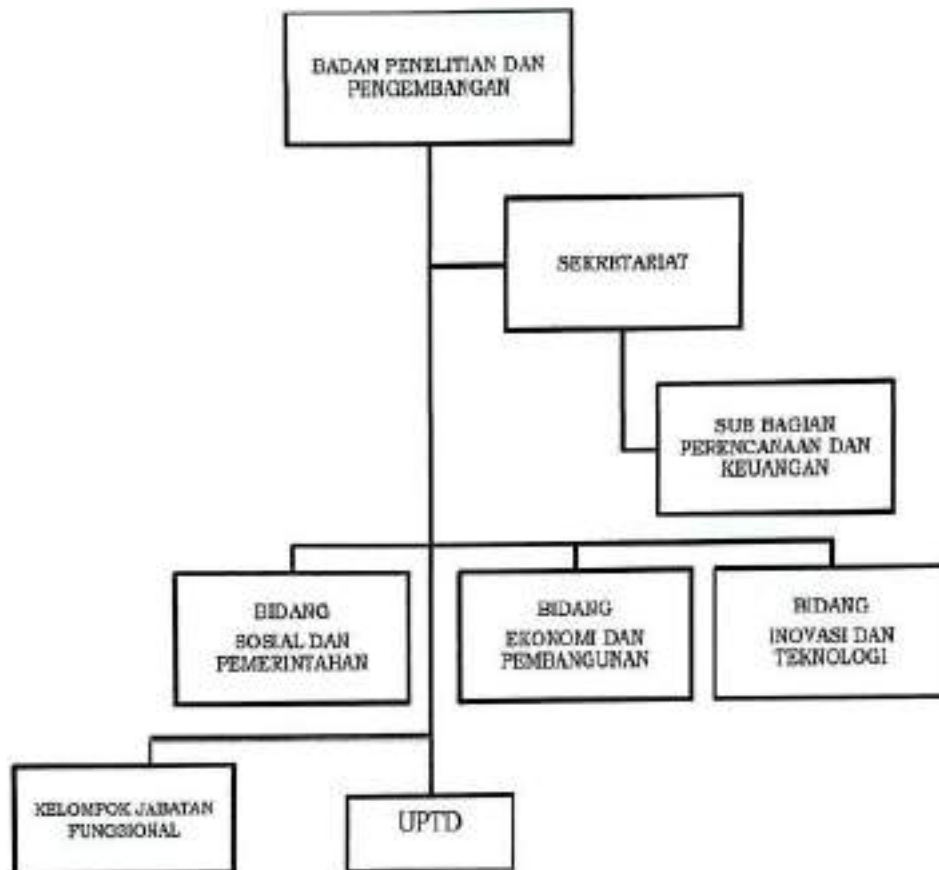 BADAN PENELITIAN DAN
PENGEMBANGAN
SEKRETARIAT
SUB BAGIAN
PERENCANAAN DAN
KEUANGAN
BIDANG
SOSIAL DAN
PEMERINTAHAN
BIDANG
EKONOMI DAN
PEMBANGUNAN
BIDANG
INOVASI DAN
TEKNOLOGI
KELOMPOK JABATAN
FUNGSIONAL
UPTD